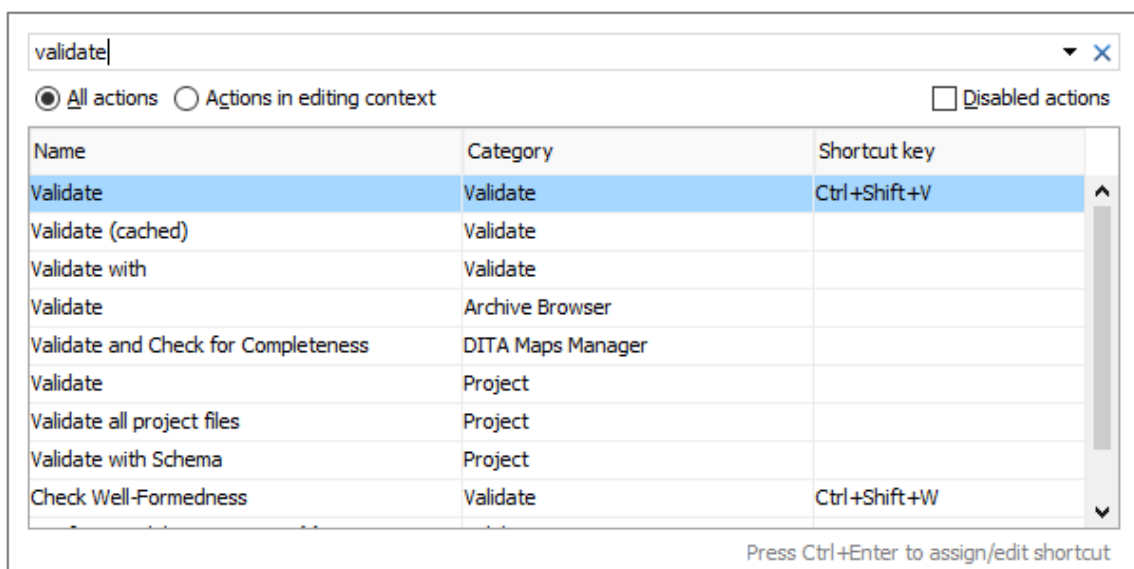 validate
All actions Actions in editing context Disabled actions
Name Category Shortcut key
Validate Validate Ctrl+Shift+V
Validate (cached) Validate
Validate with Validate
Validate Archive Browser
Validate and Check for Completeness DITA Maps Manager
Validate Project
Validate all project files Project
Validate with Schema Project
Check Well-Formedness Validate Ctrl+Shift+W
Press Ctrl+Enter to assign/edit shortcut